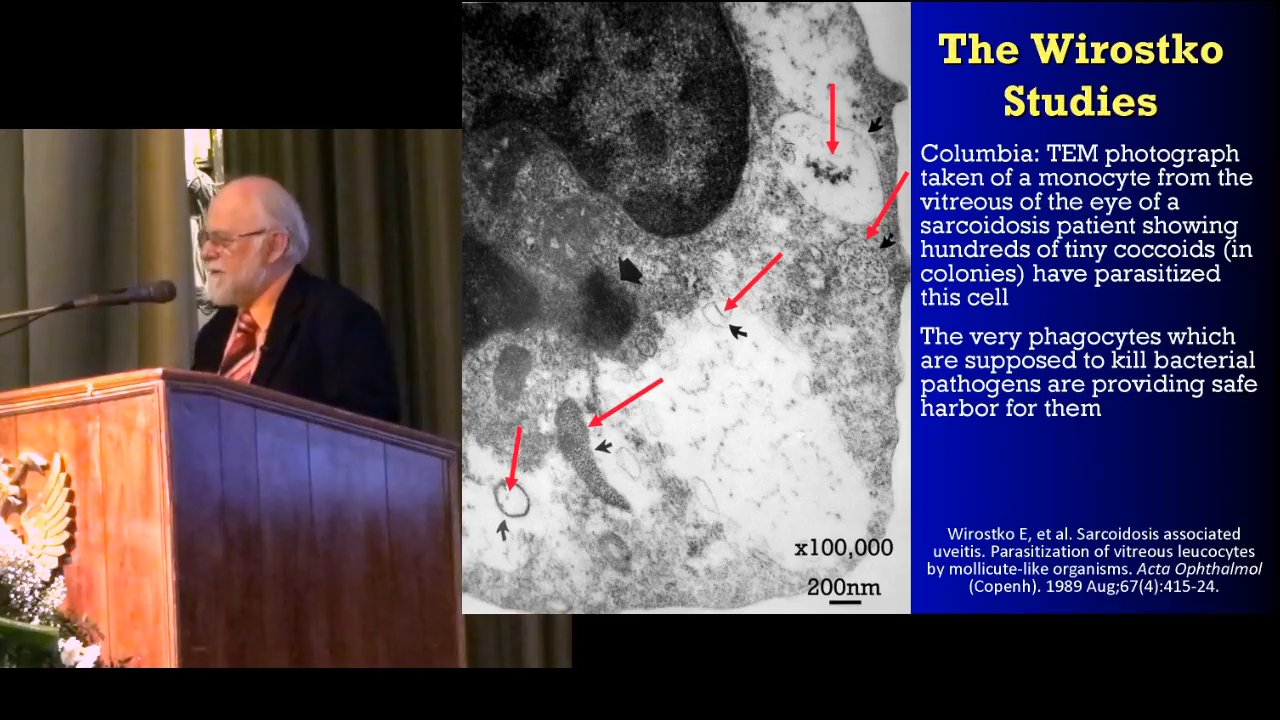 The Wirostko
Studies
Columbia: TEM photograph
taken of a monocyte from the
vitreous of the eye of a
sarcoidosis patient showing
hundreds of tiny coccoids (in
colonies) have parasitized
this cell
The very phagocytes which
are supposed to kill bacterial
pathogens are providing safe
harbor for them
x100,000
200nm
Wirostko E, et al. Sarcoidosis associated
uveitis. Parasitization of vitreous leucocytes
by mollicute-like organisms. Acta Ophthalmol
(Copenh). 1989 Aug;67(4):415-24.